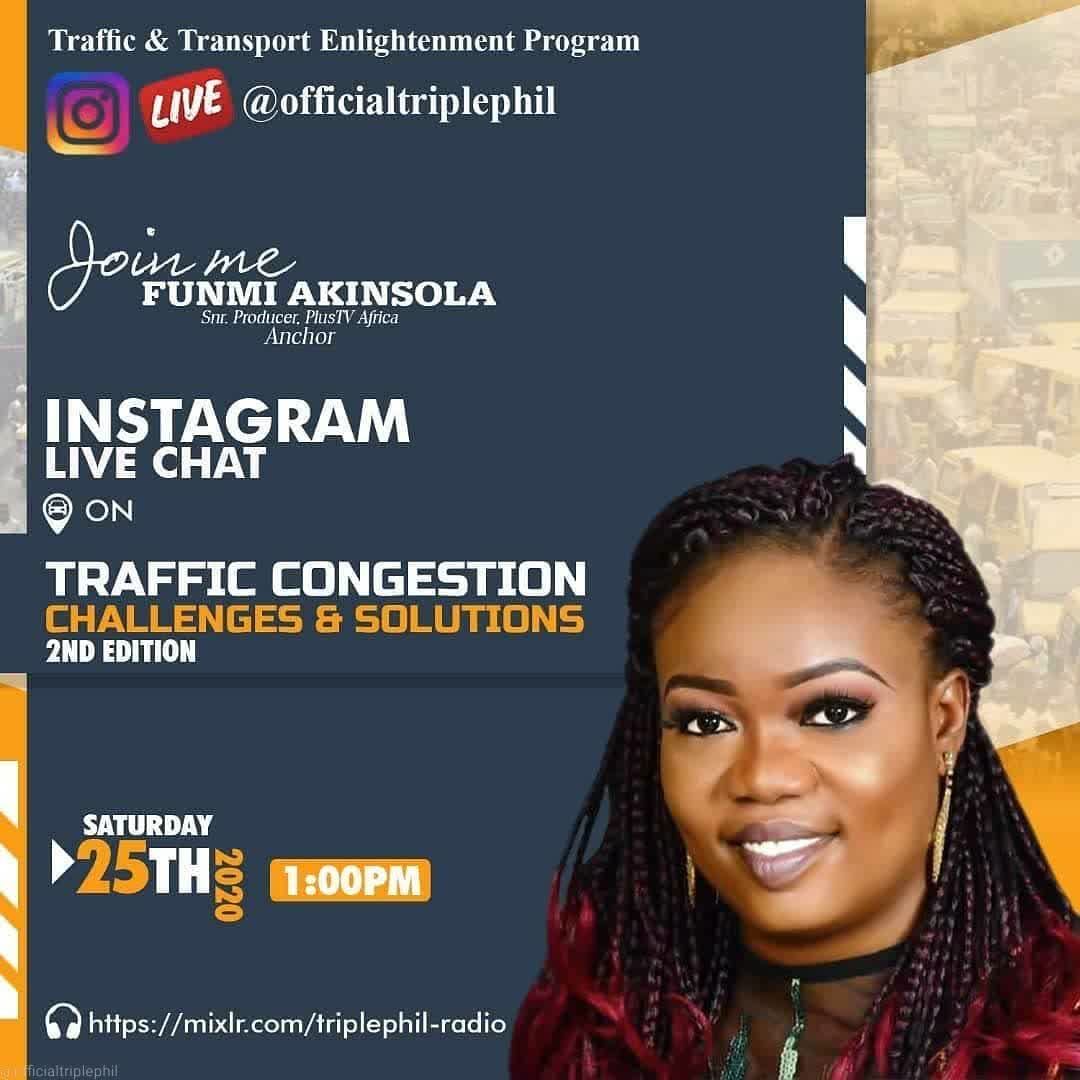 Traffic & Transport Enlightenment Program
LIVE @officialtriplephil
Join me
FUNMI AKINSOLA
Snr. Producer, PlusTV Africa
Anchor
INSTAGRAM
LIVE CHAT
ON
TRAFFIC CONGESTION
CHALLENGES & SOLUTIONS
2ND EDITION
SATURDAY
25TH 2020
1:00PM
https://mixlr.com/triplephil-radio
@officialtriplephil